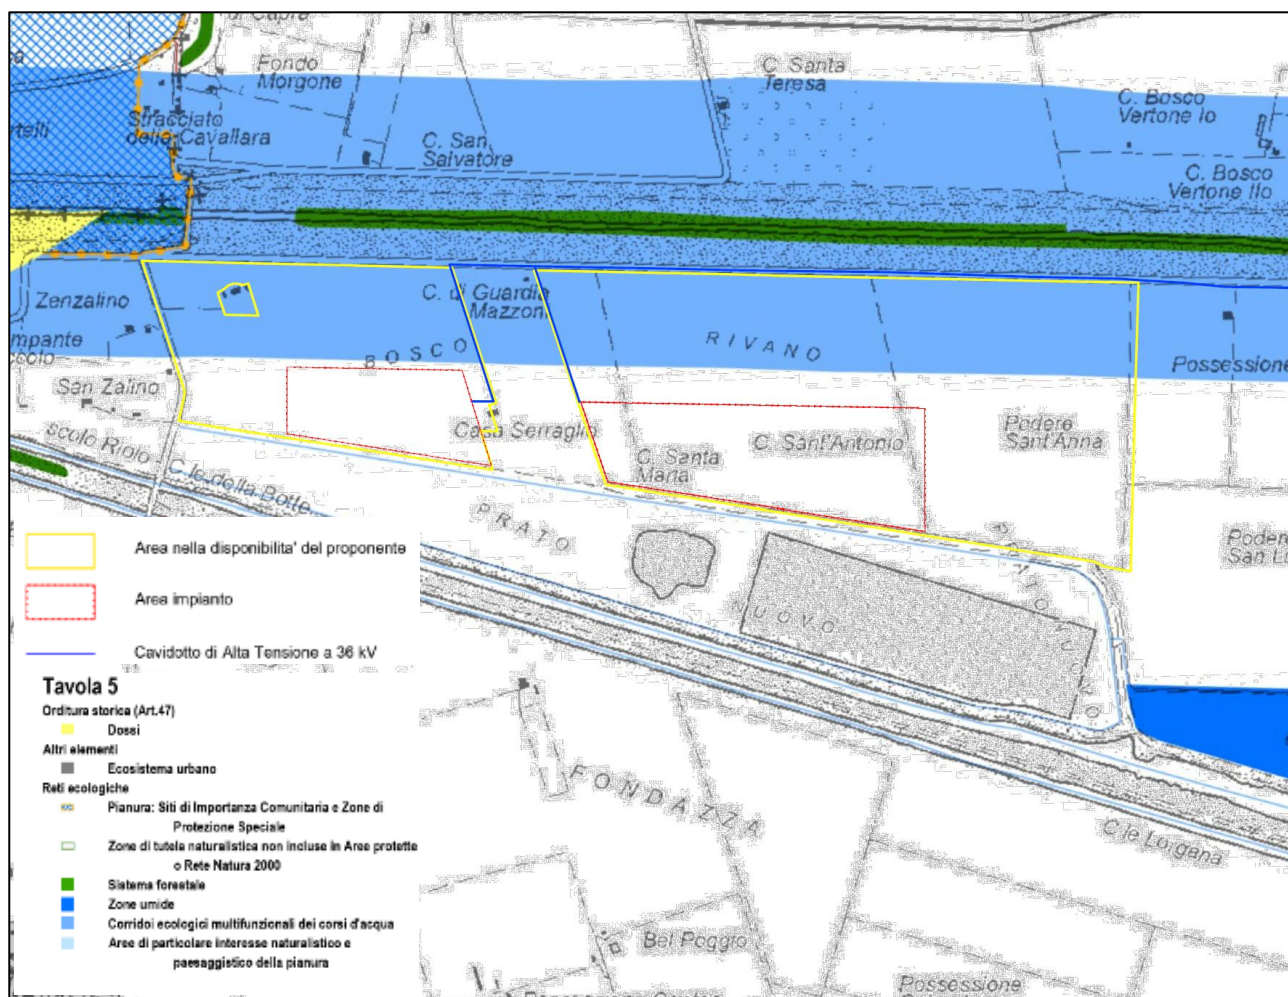 Fondo
Morgone
C. Santa
Teresa
C. Bosco
Vertone Io
Stracciato
della Cavallara
C. San
Salvatore
C. Bosco
Vertone IIo
Zenzalino
C. di Guardia
Mazzoni
BOSCO
RIVANO
Possessione
San Zalino
Casa Serraglio
C. Santa
Maria
C. Sant'Antonio
Podere
Sant'Anna
scolo Riolo
C.le della Botte
PRATO
NUOVO
Area nella disponibilita' del proponente
Area impianto
Cavidotto di Alta Tensione a 36 kV
Tavola 5
Orditura storica (Art.47)
Dossi
Altri elementi
Ecosistema urbano
Reti ecologiche
Pianura: Siti di Importanza Comunitaria e Zone di
Protezione Speciale
Zone di tutela naturalistica non incluse in Aree protette
o Rete Natura 2000
Sistema forestale
Zone umide
Corridoi ecologici multifunzionali dei corsi d'acqua
Aree di particolare interesse naturalistico e
paesaggistico della pianura
FONDAZZA
C.le Lorgana
Bel Poggio
Possessione